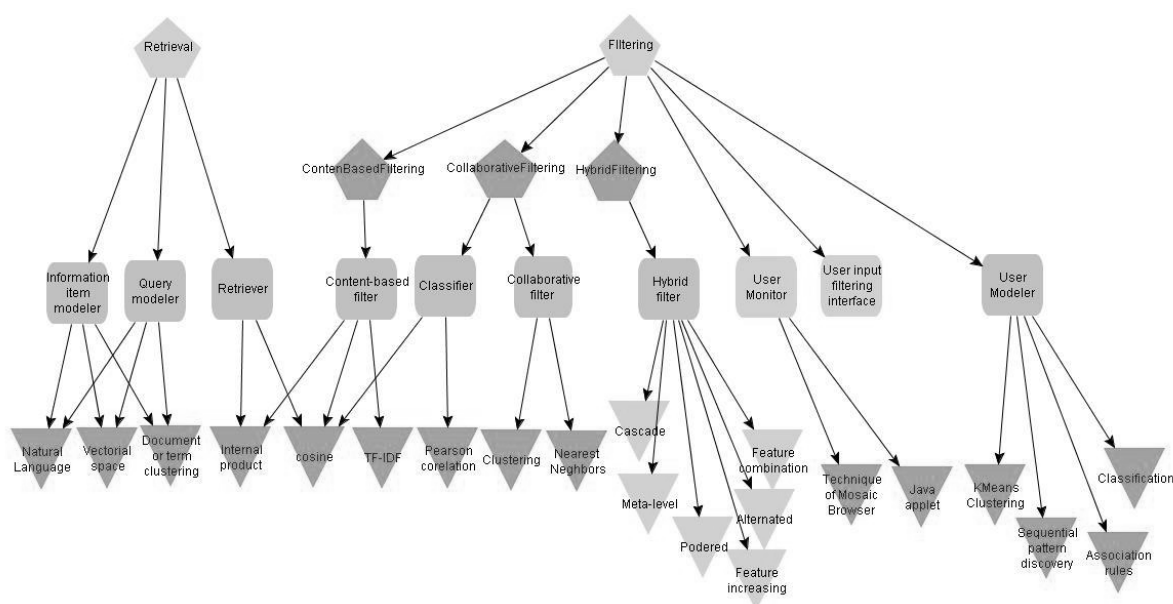 Retrieval
FIltering
ContenBasedFiltering
CollaborativeFiltering
HybridFiltering
Information
item
modeler
Query
modeler
Retriever
Content-based
filter
Classifier
Collaborative
filter
Hybrid
filter
User
Monitor
User input
filtering
interface
User
Modeler
Natural
Language
Vectorial
space
Document
or term
clustering
Internal
product
cosine
TF-IDF
Pearson
corelation
Clustering
Nearest
Neghbors
Cascade
Feature
combination
Meta-level
Alternated
Podered
Feature
increasing
Technique
of Mosaic
Browser
Java
applet
KMeans
Clustering
Classification
Sequential
pattern
discovery
Association
rules